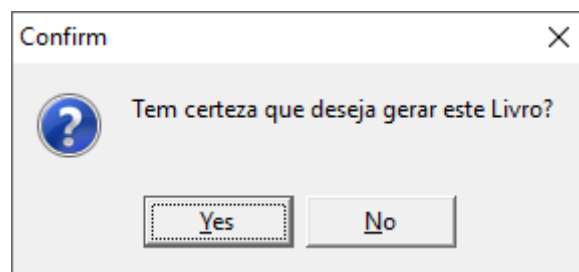 Confirm
Tem certeza que deseja gerar este Livro?
Yes
No